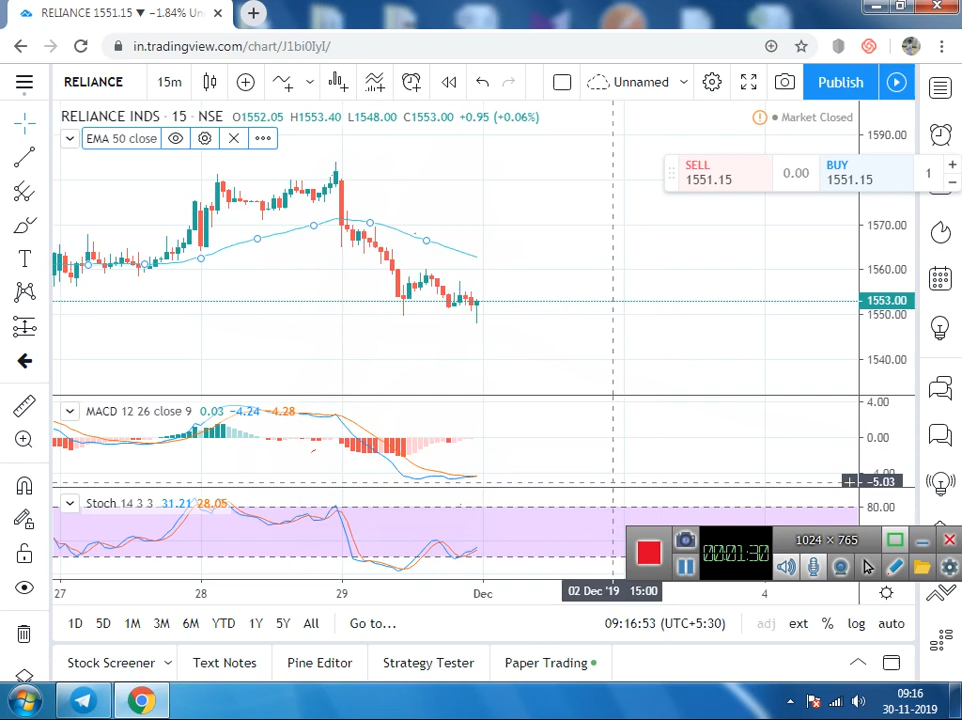 RELIANCE 1551.15 ▼ −1.84% Un
in.tradingview.com/chart/J1bi0IyI/
RELIANCE 15m Unnamed Publish
RELIANCE INDS · 15 · NSE O1552.05 H1553.40 L1548.00 C1553.00 +0.95 (+0.06%)
Market Closed
EMA 50 close
SELL
1551.15
0.00
BUY
1551.15
1
1590.00
1570.00
1560.00
1553.00
1550.00
1540.00
MACD 12 26 close 9 0.03 −4.24 −4.28
4.00
0.00
−5.03
Stoch 14 3 3 31.21 28.05
80.00
00:01:30
1024 × 765
27 28 29 Dec 02 Dec '19 15:00 4
1D 5D 1M 3M 6M YTD 1Y 5Y All Go to... 09:16:53 (UTC+5:30) adj ext % log auto
Stock Screener Text Notes Pine Editor Strategy Tester Paper Trading
09:16
30-11-2019